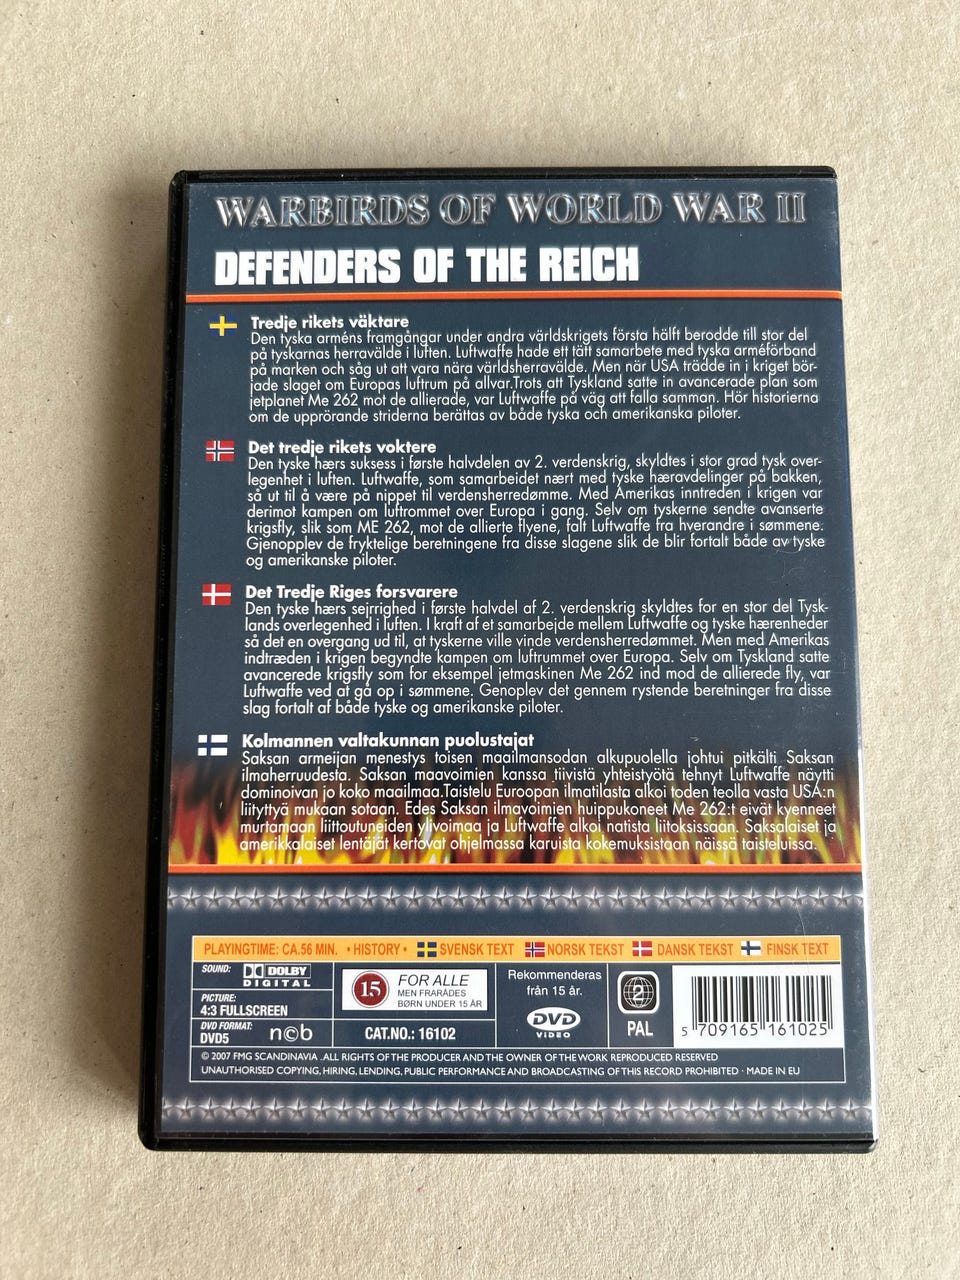 WARBIRDS OF WORLD WAR II
DEFENDERS OF THE REICH
Tredje rikets väktare
Den tyska arméns framgångar under andra världskrigets första hälft berodde till stor del
på tyskarnas herravälde i luften. Luftwaffe hade ett tätt samarbete med tyska arméförband
på marken och såg ut att vara nära världsherravälde. Men när USA trädde in i kriget bör-
jade slaget om Europas luftrum på allvar.Trots att Tyskland satte in avancerade plan som
jetplanet Me 262 mot de allierade, var Luftwaffe på väg att falla samman. Hör historierna
om de upprörande striderna berättas av både tyska och amerikanska piloter.
Det tredje rikets voktere
Den tyske hærs suksess i første halvdelen av 2. verdenskrig, skyldtes i stor grad tysk over-
legenhet i luften. Luftwaffe, som samarbeidet nært med tyske hæravdelinger på bakken,
så ut til å være på nippet til verdensherredømme. Med Amerikas inntreden i krigen var
derimot kampen om luftrommet over Europa i gang. Selv om tyskerne sendte avanserte
krigsfly, slik som ME 262, mot de allierte flyene, falt Luftwaffe fra hverandre i sømmene.
Gjenopplev de fryktelige beretningene fra disse slagene slik de blir fortalt både av tyske
og amerikanske piloter.
Det Tredje Riges forsvarere
Den tyske hærs sejrrighed i første halvdel af 2. verdenskrig skyldtes for en stor del Tysk-
lands overlegenhed i luften. I kraft af et samarbejde mellem Luftwaffe og tyske hærenheder
så det en overgang ud til, at tyskerne ville vinde verdensherredømmet. Men med Amerikas
indtræden i krigen begyndte kampen om luftrummet over Europa. Selv om Tyskland satte
avancerede krigsfly som for eksempel jetmaskinen Me 262 ind mod de allierede fly, var
Luftwaffe ved at gå op i sømmene. Genoplev det gennem rystende beretninger fra disse
slag fortalt af både tyske og amerikanske piloter.
Kolmannen valtakunnan puolustajat
Saksan armeijan menestys toisen maailmansodan alkupuolella johtui pitkälti Saksan
ilmaherruudesta. Saksan maavoimien kanssa tiivistä yhteistyötä tehnyt Luftwaffe näytti
dominoivan jo koko maailmaa.Taistelu Euroopan ilmatilasta alkoi toden teolla vasta USA:n
liityttyä mukaan sotaan. Edes Saksan ilmavoimien huippukoneet Me 262:t eivät kyenneet
murtamaan liittoutuneiden ylivoimaa ja Luftwaffe alkoi natista liitoksissaan. Saksalaiset ja
amerikkalaiset lentäjät kertovat ohjelmassa karuista kokemuksistaan näissä taisteluissa.
PLAYINGTIME: CA.56 MIN. • HISTORY • SVENSK TEXT NORSK TEKST DANSK TEKST FINSK TEXT
SOUND: DOLBY
DIGITAL
PICTURE:
4:3 FULLSCREEN
DVD FORMAT:
DVD5
n©b
15
FOR ALLE
MEN FRARÅDES
BØRN UNDER 15 ÅR
CAT.NO.: 16102
Rekommenderas
från 15 år.
DVD
VIDEO
2
PAL
5 709165 161025
© 2007 FMG SCANDINAVIA .ALL RIGHTS OF THE PRODUCER AND THE OWNER OF THE WORK REPRODUCED RESERVED
UNAUTHORISED COPYING, HIRING, LENDING, PUBLIC PERFORMANCE AND BROADCASTING OF THIS RECORD PROHIBITED · MADE IN EU